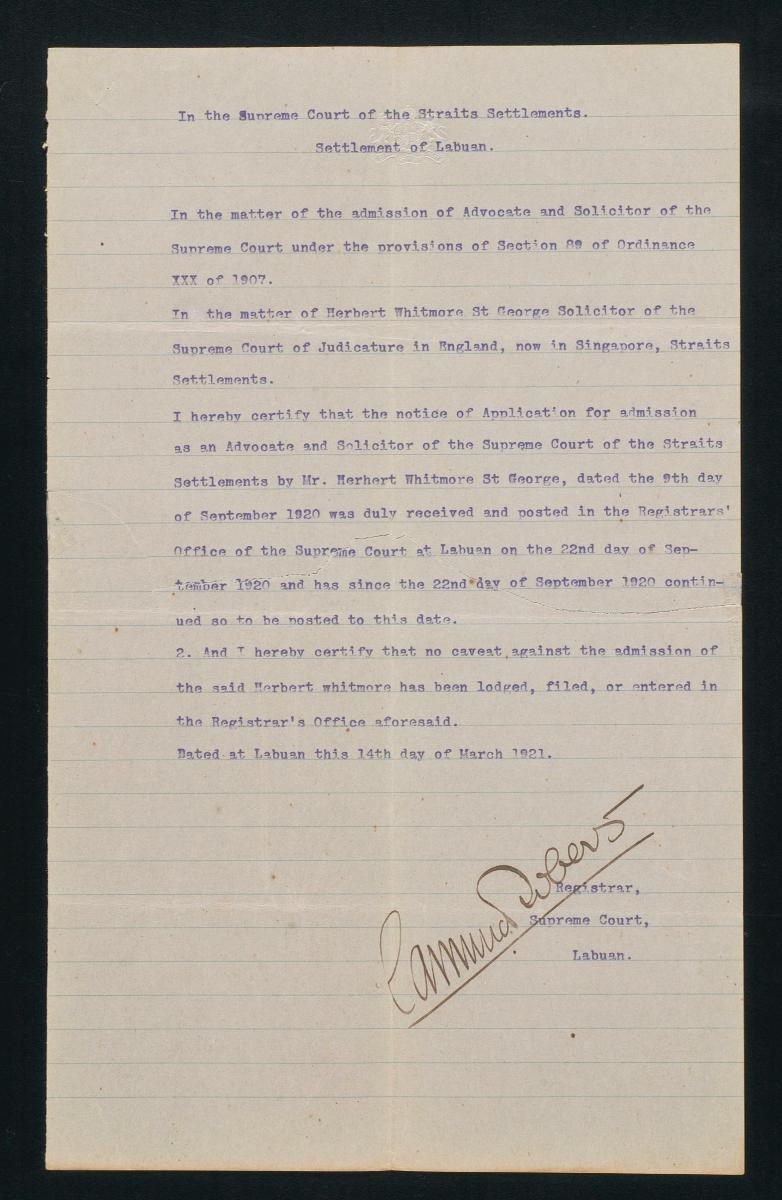 In the Supreme Court of the Straits Settlements.
Settlement of Labuan.
In the matter of the admission of Advocate and Solicitor of the
Supreme Court under the provisions of Section 89 of Ordinance
XXX of 1907.
In the matter of Herbert Whitmore St George Solicitor of the
Supreme Court of Judicature in England, now in Singapore, Straits
Settlements.
I hereby certify that the notice of Application for admission
as an Advocate and Solicitor of the Supreme Court of the Straits
Settlements by Mr. Herbert Whitmore St George, dated the 9th day
of September 1920 was duly received and posted in the Registrars'
Office of the Supreme Court at Labuan on the 22nd day of Sep-
tember 1920 and has since the 22nd day of September 1920 contin-
ued so to be posted to this date.
2. And I hereby certify that no caveat against the admission of
the said Herbert whitmore has been lodged, filed, or entered in
the Registrar's Office aforesaid.
Dated at Labuan this 14th day of March 1921.
Registrar,
Supreme Court,
Labuan.